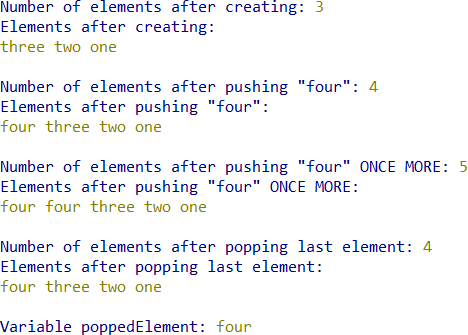 Number of elements after creating: 3
Elements after creating:
three two one
Number of elements after pushing "four": 4
Elements after pushing "four":
four three two one
Number of elements after pushing "four" ONCE MORE: 5
Elements after pushing "four" ONCE MORE:
four four three two one
Number of elements after popping last element: 4
Elements after popping last element:
four three two one
Variable poppedElement: four